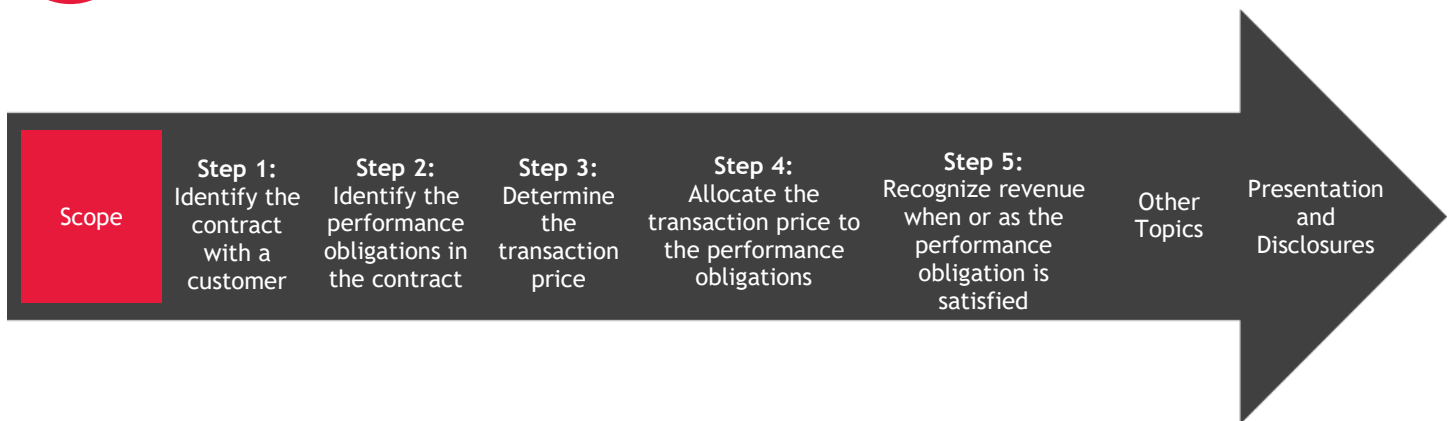 Scope
Step 1:
Identify the
contract
with a
customer
Step 2:
Identify the
performance
obligations in
the contract
Step 3:
Determine
the
transaction
price
Step 4:
Allocate the
transaction price to
the performance
obligations
Step 5:
Recognize revenue
when or as the
performance
obligation is
satisfied
Other
Topics
Presentation
and
Disclosures